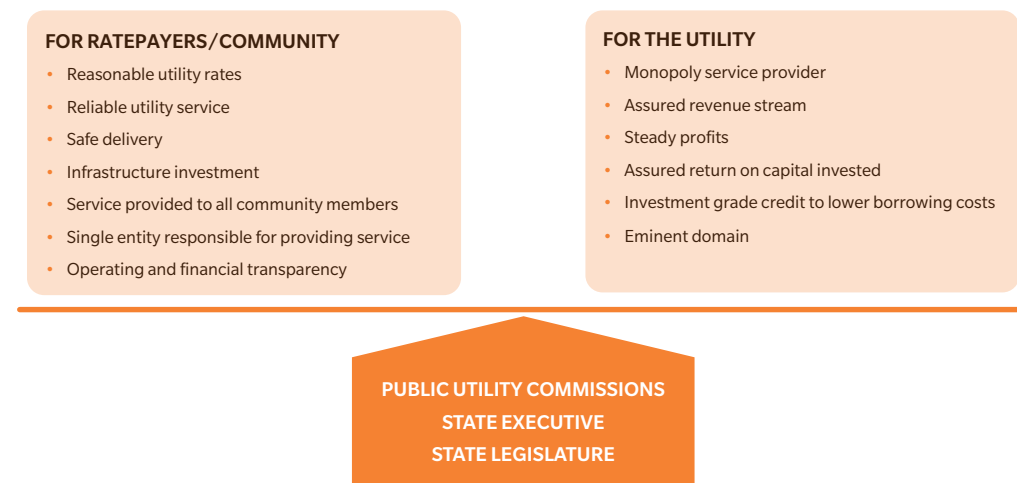 FOR RATEPAYERS/COMMUNITY
• Reasonable utility rates
• Reliable utility service
• Safe delivery
• Infrastructure investment
• Service provided to all community members
• Single entity responsible for providing service
• Operating and financial transparency
FOR THE UTILITY
• Monopoly service provider
• Assured revenue stream
• Steady profits
• Assured return on capital invested
• Investment grade credit to lower borrowing costs
• Eminent domain
PUBLIC UTILITY COMMISSIONS
STATE EXECUTIVE
STATE LEGISLATURE